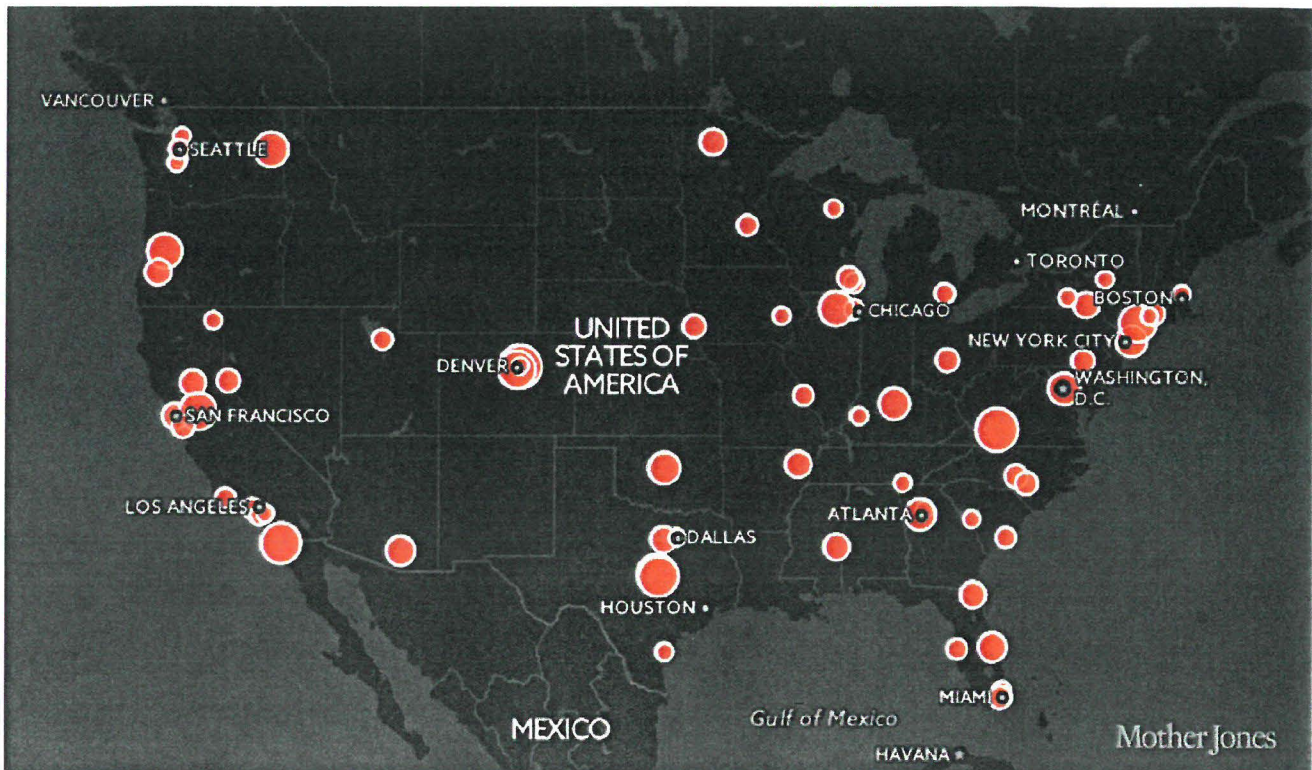 VANCOUVER
SEATTLE
MONTRÉAL
TORONTO
BOSTON
CHICAGO
NEW YORK CITY
UNITED
STATES OF
AMERICA
DENVER
WASHINGTON,
D.C.
SAN FRANCISCO
LOS ANGELES
ATLANTA
DALLAS
HOUSTON
MIAMI
MEXICO
Gulf of Mexico
Mother Jones
HAVANA